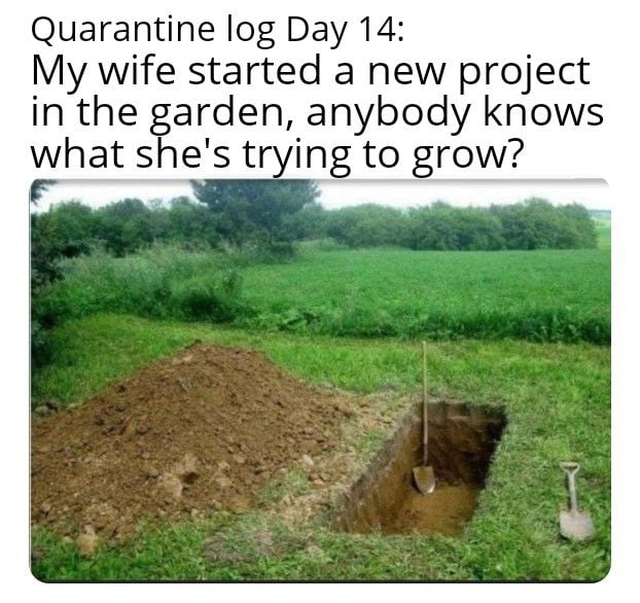 Quarantine log Day 14:
My wife started a new project
in the garden, anybody knows
what she's trying to grow?